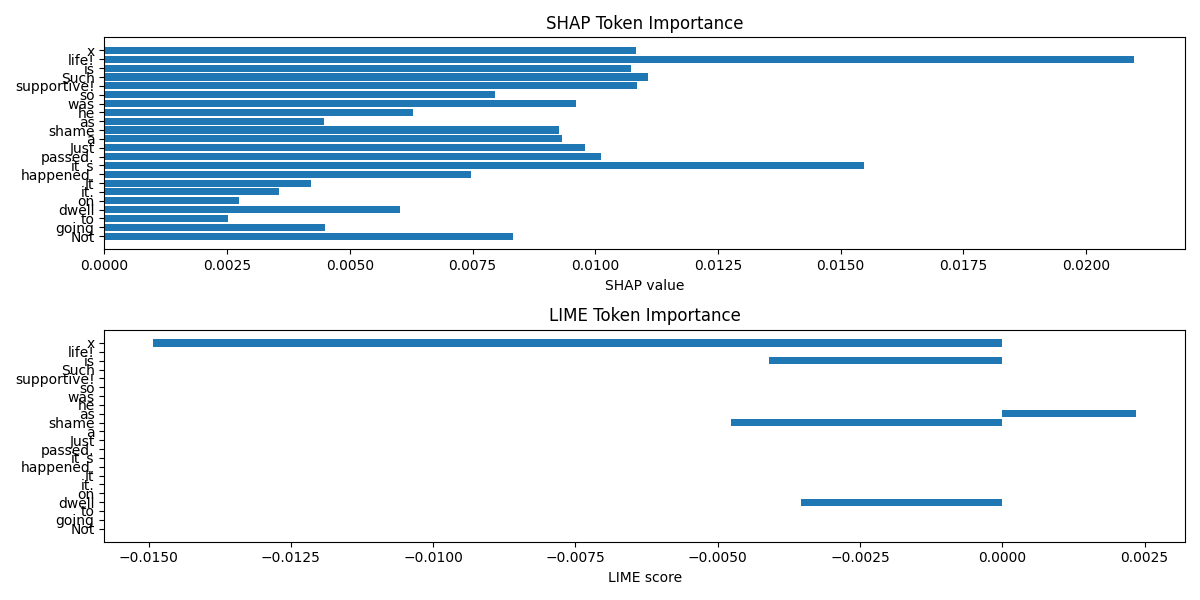 SHAP Token Importance
x
life!
is
Such
supportive!
so
was
he
as
shame
a
Just
passed.
it s
happened,
It
it.
on
dwell
to
going
Not
0.0000 0.0025 0.0050 0.0075 0.0100 0.0125 0.0150 0.0175 0.0200
SHAP value
LIME Token Importance
x
life!
is
Such
supportive!
so
was
he
as
shame
a
Just
passed.
it s
happened,
It
it.
on
dwell
to
going
Not
−0.0150 −0.0125 −0.0100 −0.0075 −0.0050 −0.0025 0.0000 0.0025
LIME score